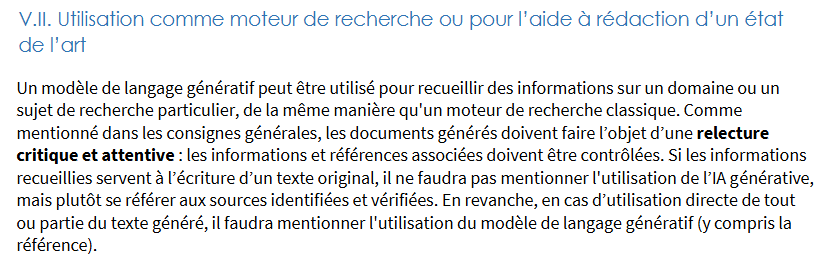 V.II. Utilisation comme moteur de recherche ou pour l’aide à rédaction d’un état
de l’art
Un modèle de langage génératif peut être utilisé pour recueillir des informations sur un domaine ou un
sujet de recherche particulier, de la même manière qu'un moteur de recherche classique. Comme
mentionné dans les consignes générales, les documents générés doivent faire l’objet d’une relecture
critique et attentive : les informations et références associées doivent être contrôlées. Si les informations
recueillies servent à l’écriture d’un texte original, il ne faudra pas mentionner l'utilisation de l’IA générative,
mais plutôt se référer aux sources identifiées et vérifiées. En revanche, en cas d’utilisation directe de tout
ou partie du texte généré, il faudra mentionner l'utilisation du modèle de langage génératif (y compris la
référence).